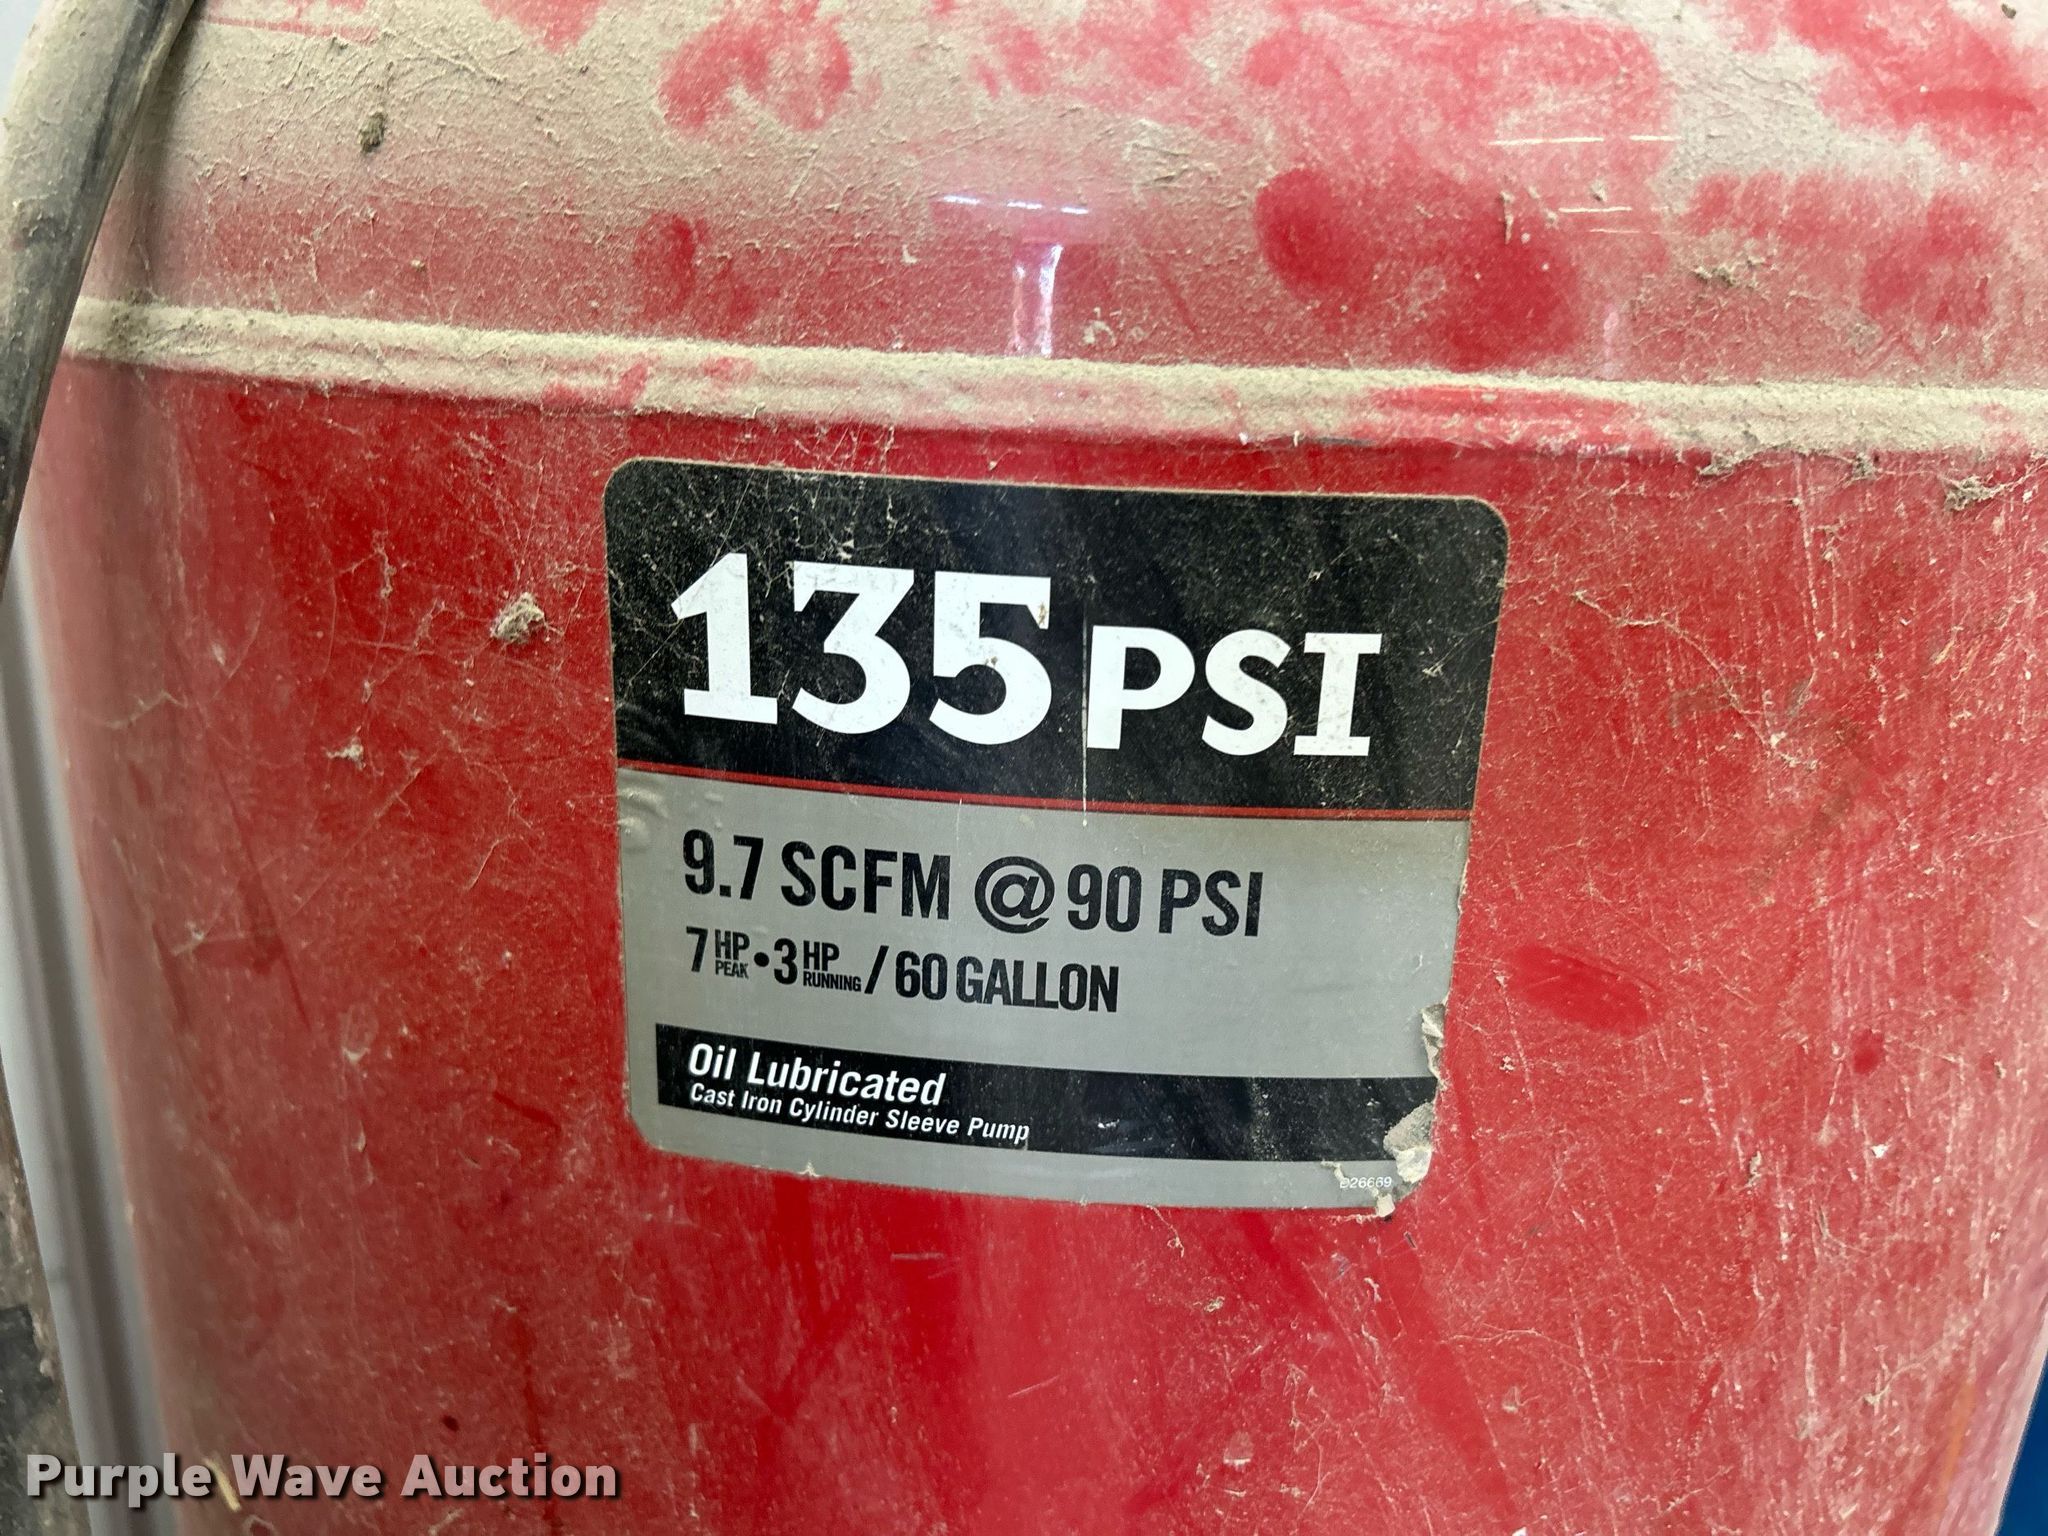 135 PSI
9.7 SCFM @ 90 PSI
7 HP PEAK • 3 HP RUNNING / 60 GALLON
Oil Lubricated
Cast Iron Cylinder Sleeve Pump
D26669
Purple Wave Auction